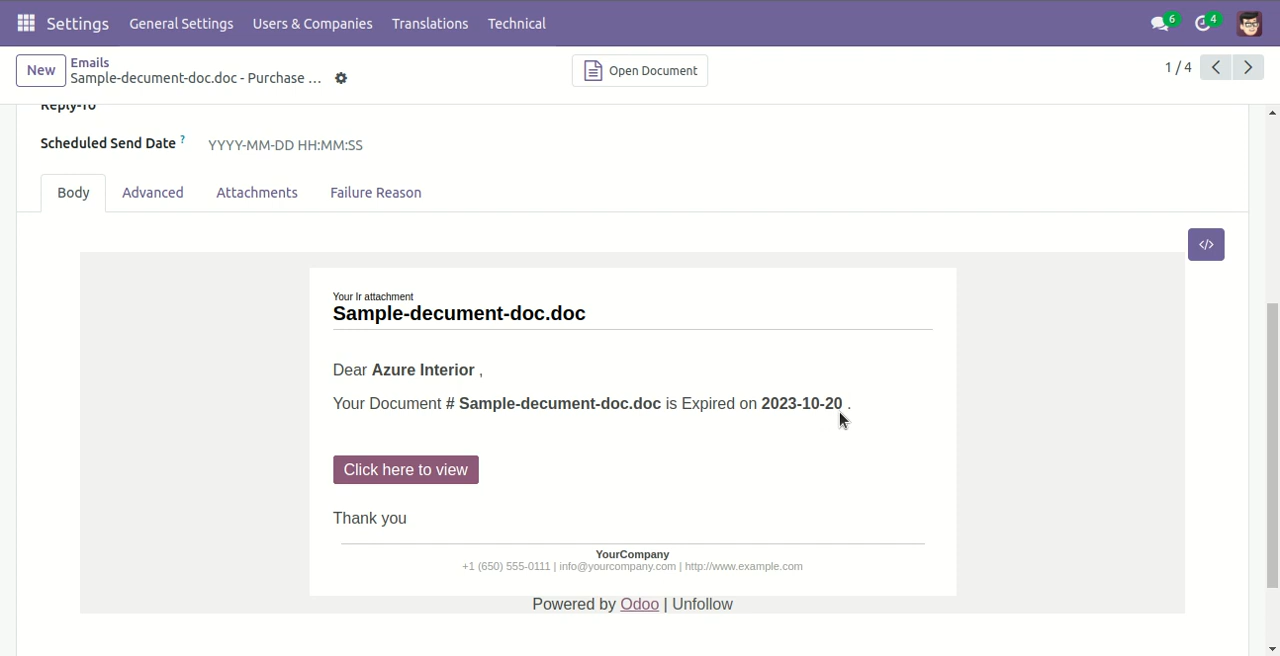 Settings General Settings Users & Companies Translations Technical 6 4
New Emails
Sample-document-doc.doc - Purchase ... Open Document 1 / 4
Reply-To
Scheduled Send Date ? YYYY-MM-DD HH:MM:SS
Body Advanced Attachments Failure Reason
</>
Your Ir attachment
Sample-decument-doc.doc
Dear Azure Interior ,
Your Document # Sample-decument-doc.doc is Expired on 2023-10-20 .
Click here to view
Thank you
YourCompany
+1 (650) 555-0111 | info@yourcompany.com | http://www.example.com
Powered by Odoo | Unfollow